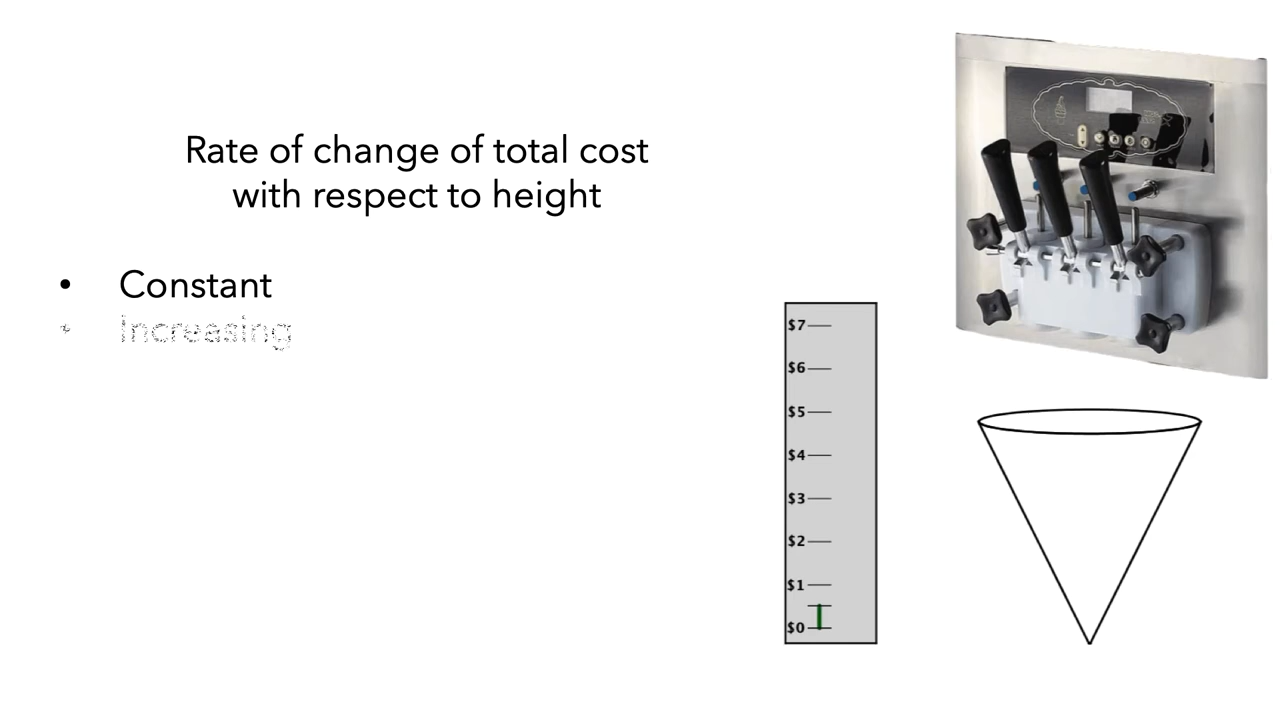 Rate of change of total cost
with respect to height
• Constant
• Increasing
$7
$6
$5
$4
$3
$2
$1
$0